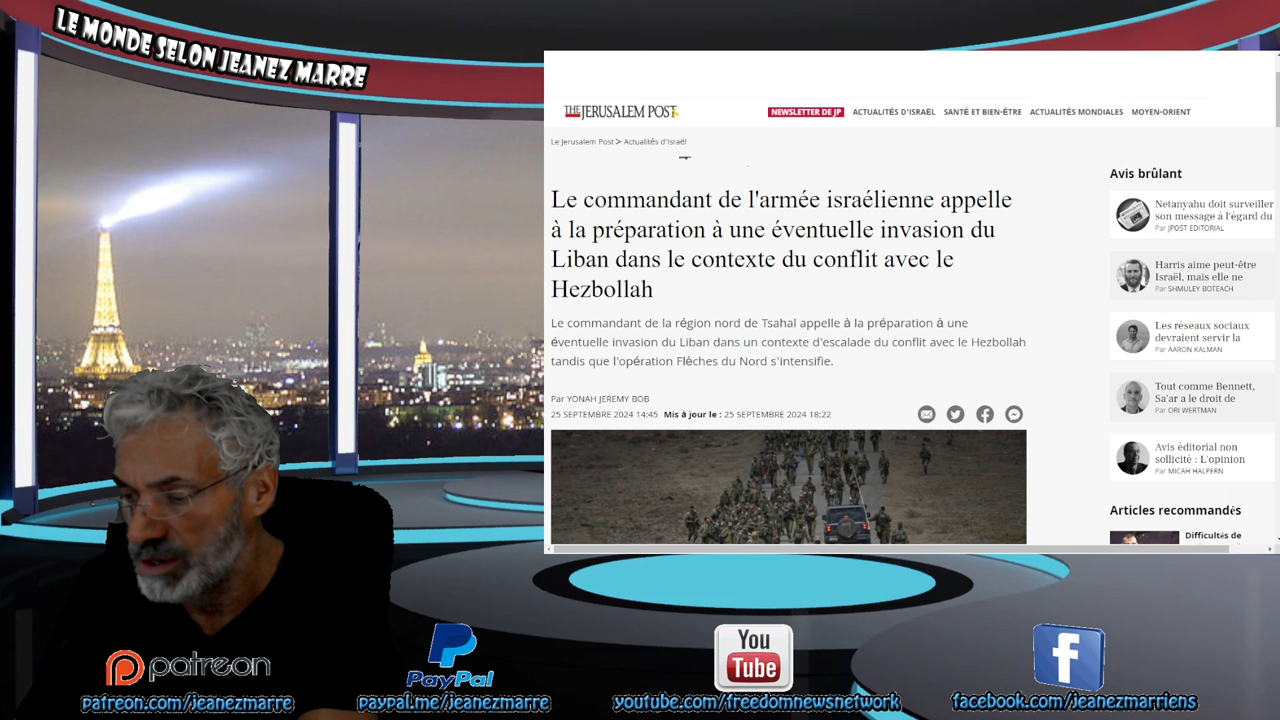 LE MONDE SELON JEANEZ MARRE
THE JERUSALEM POST
NEWSLETTER DE JP
ACTUALITÉS D'ISRAËL
SANTÉ ET BIEN-ÊTRE
ACTUALITÉS MONDIALES
MOYEN-ORIENT
Le Jerusalem Post > Actualités d'Israël
Le commandant de l'armée israélienne appelle
à la préparation à une éventuelle invasion du
Liban dans le contexte du conflit avec le
Hezbollah
Le commandant de la région nord de Tsahal appelle à la préparation à une
éventuelle invasion du Liban dans un contexte d'escalade du conflit avec le Hezbollah
tandis que l'opération Flèches du Nord s'intensifie.
Par YONAH JEREMY BOB
25 SEPTEMBRE 2024 14:45 Mis à jour le : 25 SEPTEMBRE 2024 18:22
Avis brûlant
Netanyahu doit surveiller
son message à l'égard du
Par JPOST EDITORIAL
Harris aime peut-être
Israël, mais elle ne
Par SHMULEY BOTEACH
Les réseaux sociaux
devraient servir la
Par AARON KALMAN
Tout comme Bennett,
Sa'ar a le droit de
Par ORI WERTMAN
Avis éditorial non
sollicité : L'opinion
Par MICAH HALPERN
Articles recommandés
Difficultés de
patreon
patreon.com/jeanezmarre
PayPal
paypal.me/jeanezmarre
You
Tube
youtube.com/freedomnewsnetwork
f
facebook.com/jeanezmarriens